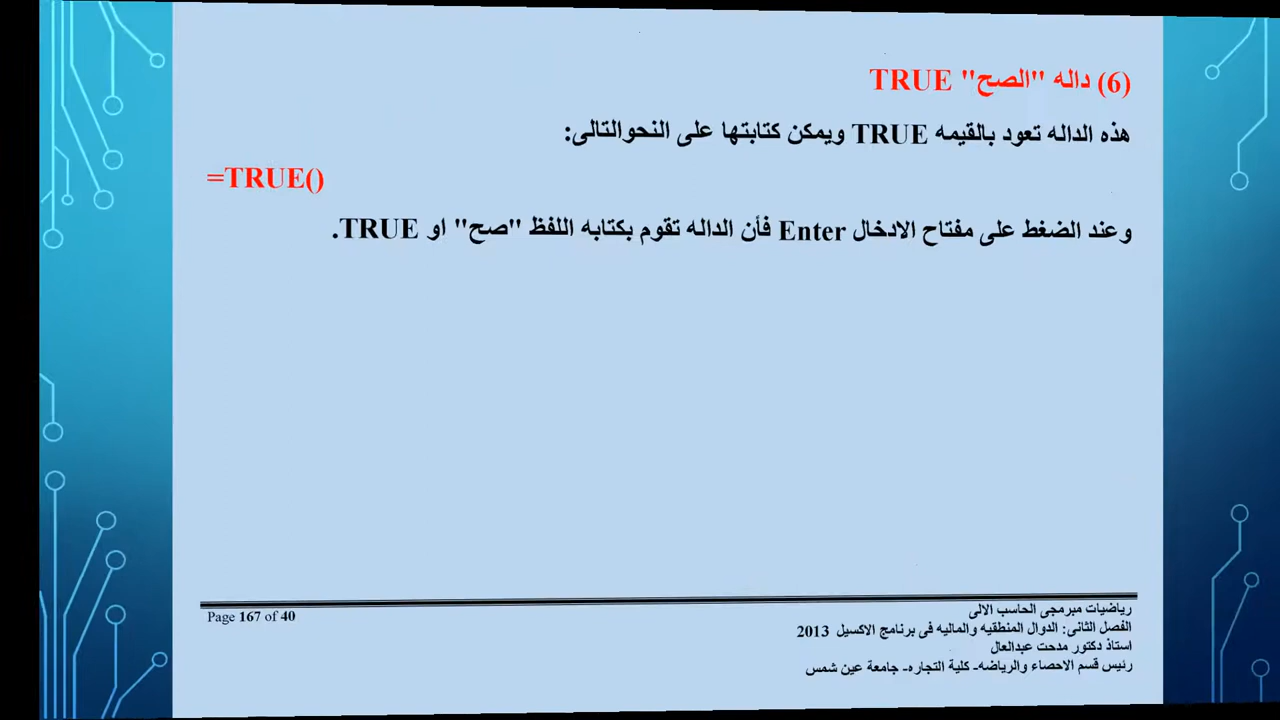 (6) داله "الصح" TRUE
هذه الداله تعود بالقيمه TRUE ويمكن كتابتها على النحوالتالى:
=TRUE()
وعند الضغط على مفتاح الادخال Enter فأن الداله تقوم بكتابه اللفظ "صح" او TRUE.
رياضيات مبرمجى الحاسب الالى
Page 167 of 40
الفصل الثانى: الدوال المنطقيه والماليه فى برنامج الاكسيل 2013
استاذ دكتور مدحت عبدالعال
رئيس قسم الاحصاء والرياضه- كلية التجاره- جامعة عين شمس